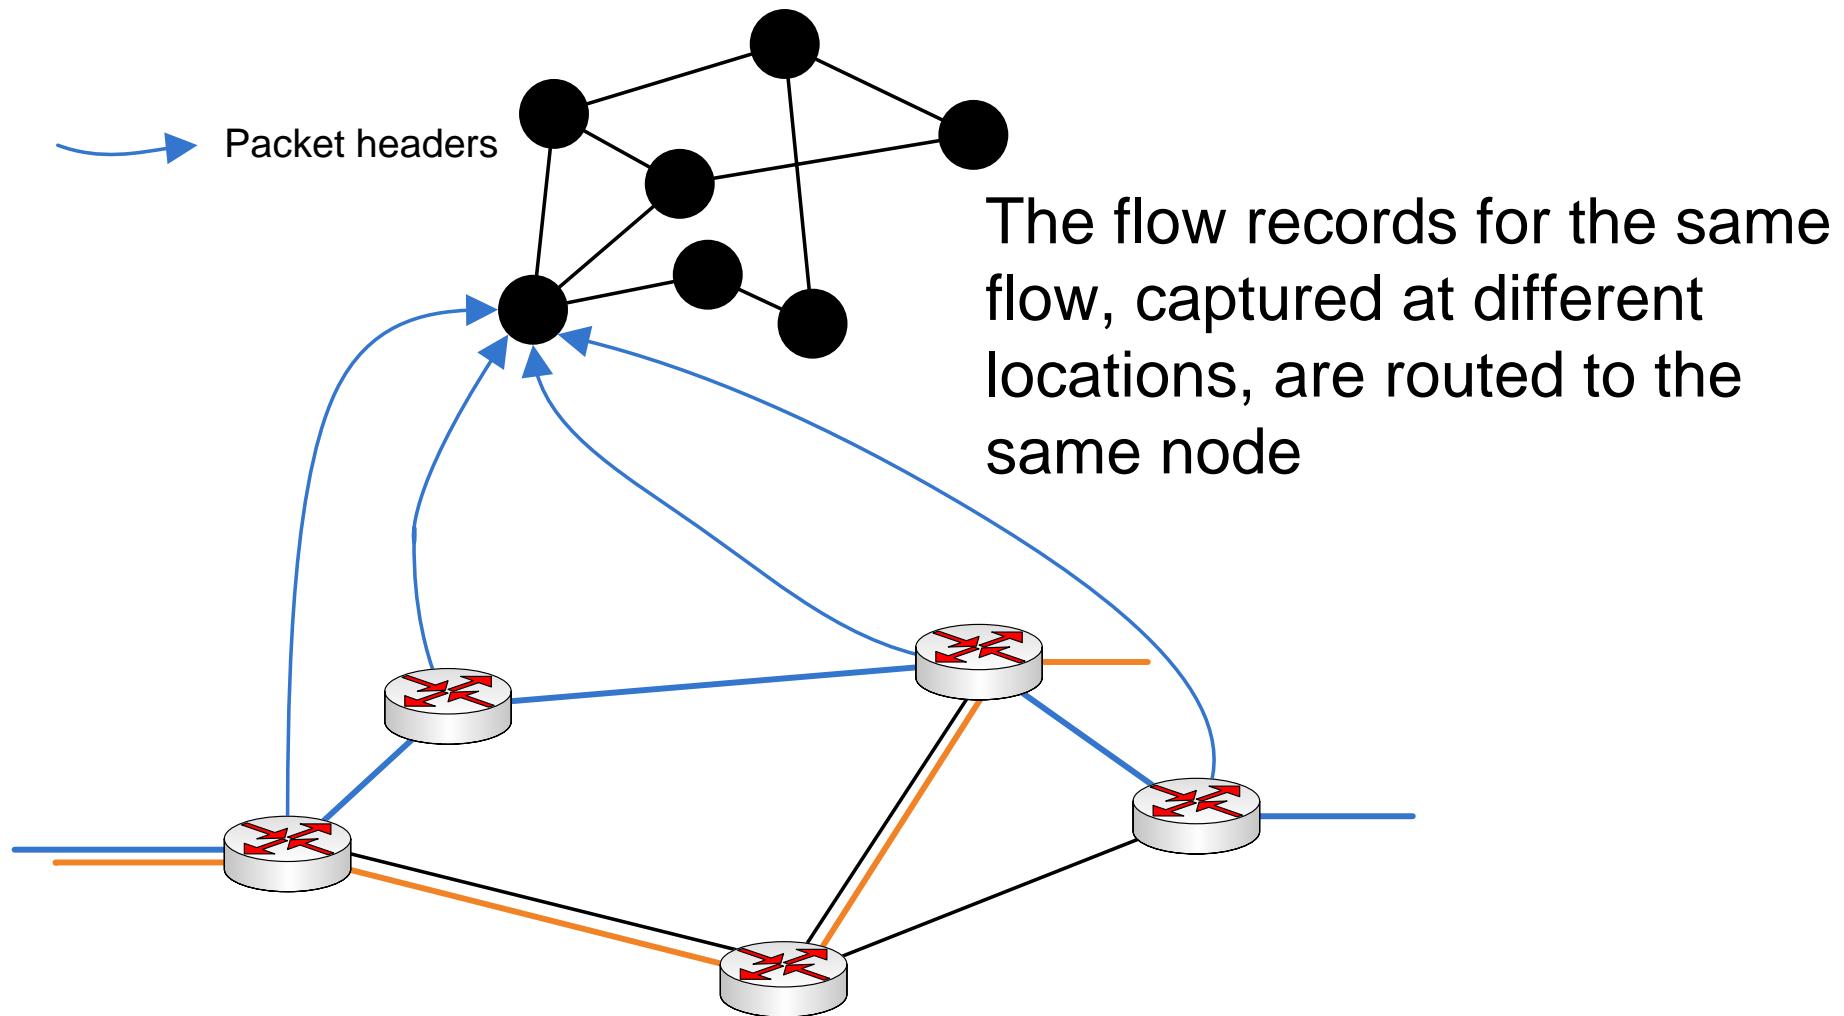 Packet headers
The flow records for the same
flow, captured at different
locations, are routed to the
same node